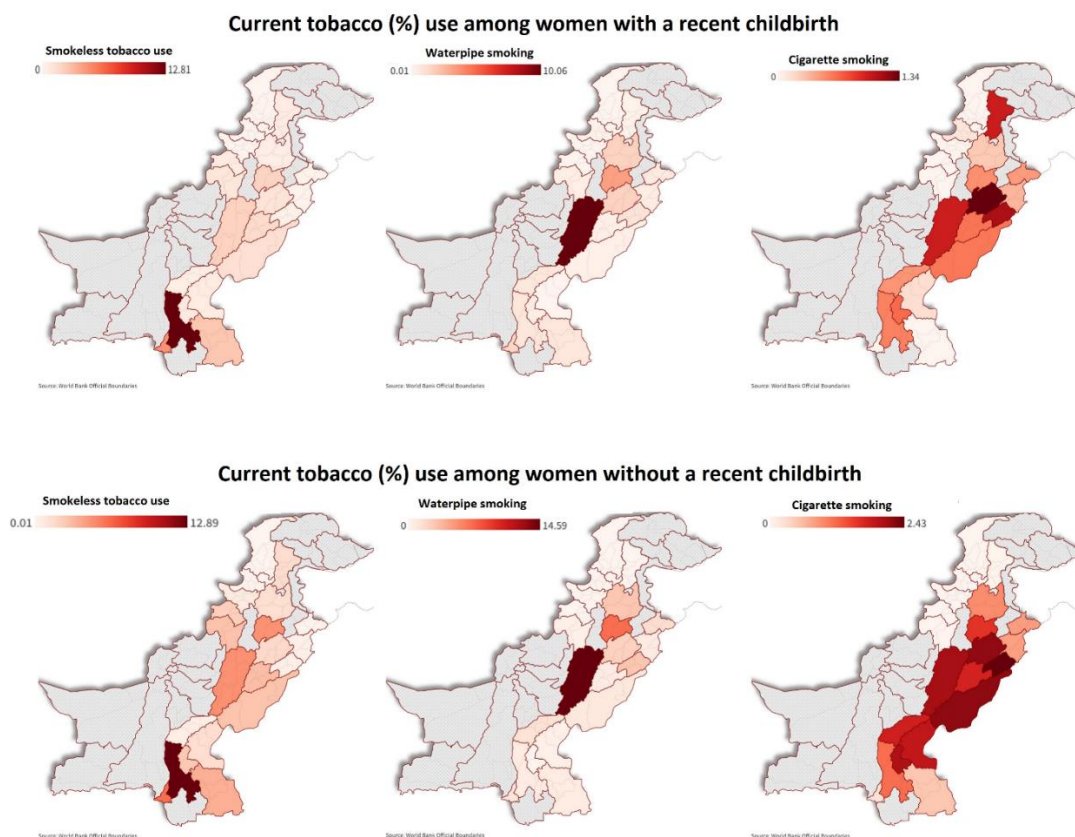 Current tobacco (%) use among women with a recent childbirth
Smokeless tobacco use
0 12.81
Waterpipe smoking
0.01 10.06
Cigarette smoking
0 1.34
Source: World Bank Official Boundaries
Source: World Bank Official Boundaries
Source: World Bank Official Boundaries
Current tobacco (%) use among women without a recent childbirth
Smokeless tobacco use
0.01 12.89
Waterpipe smoking
0 14.59
Cigarette smoking
0 2.43
Source: World Bank Official Boundaries
Source: World Bank Official Boundaries
Source: World Bank Official Boundaries